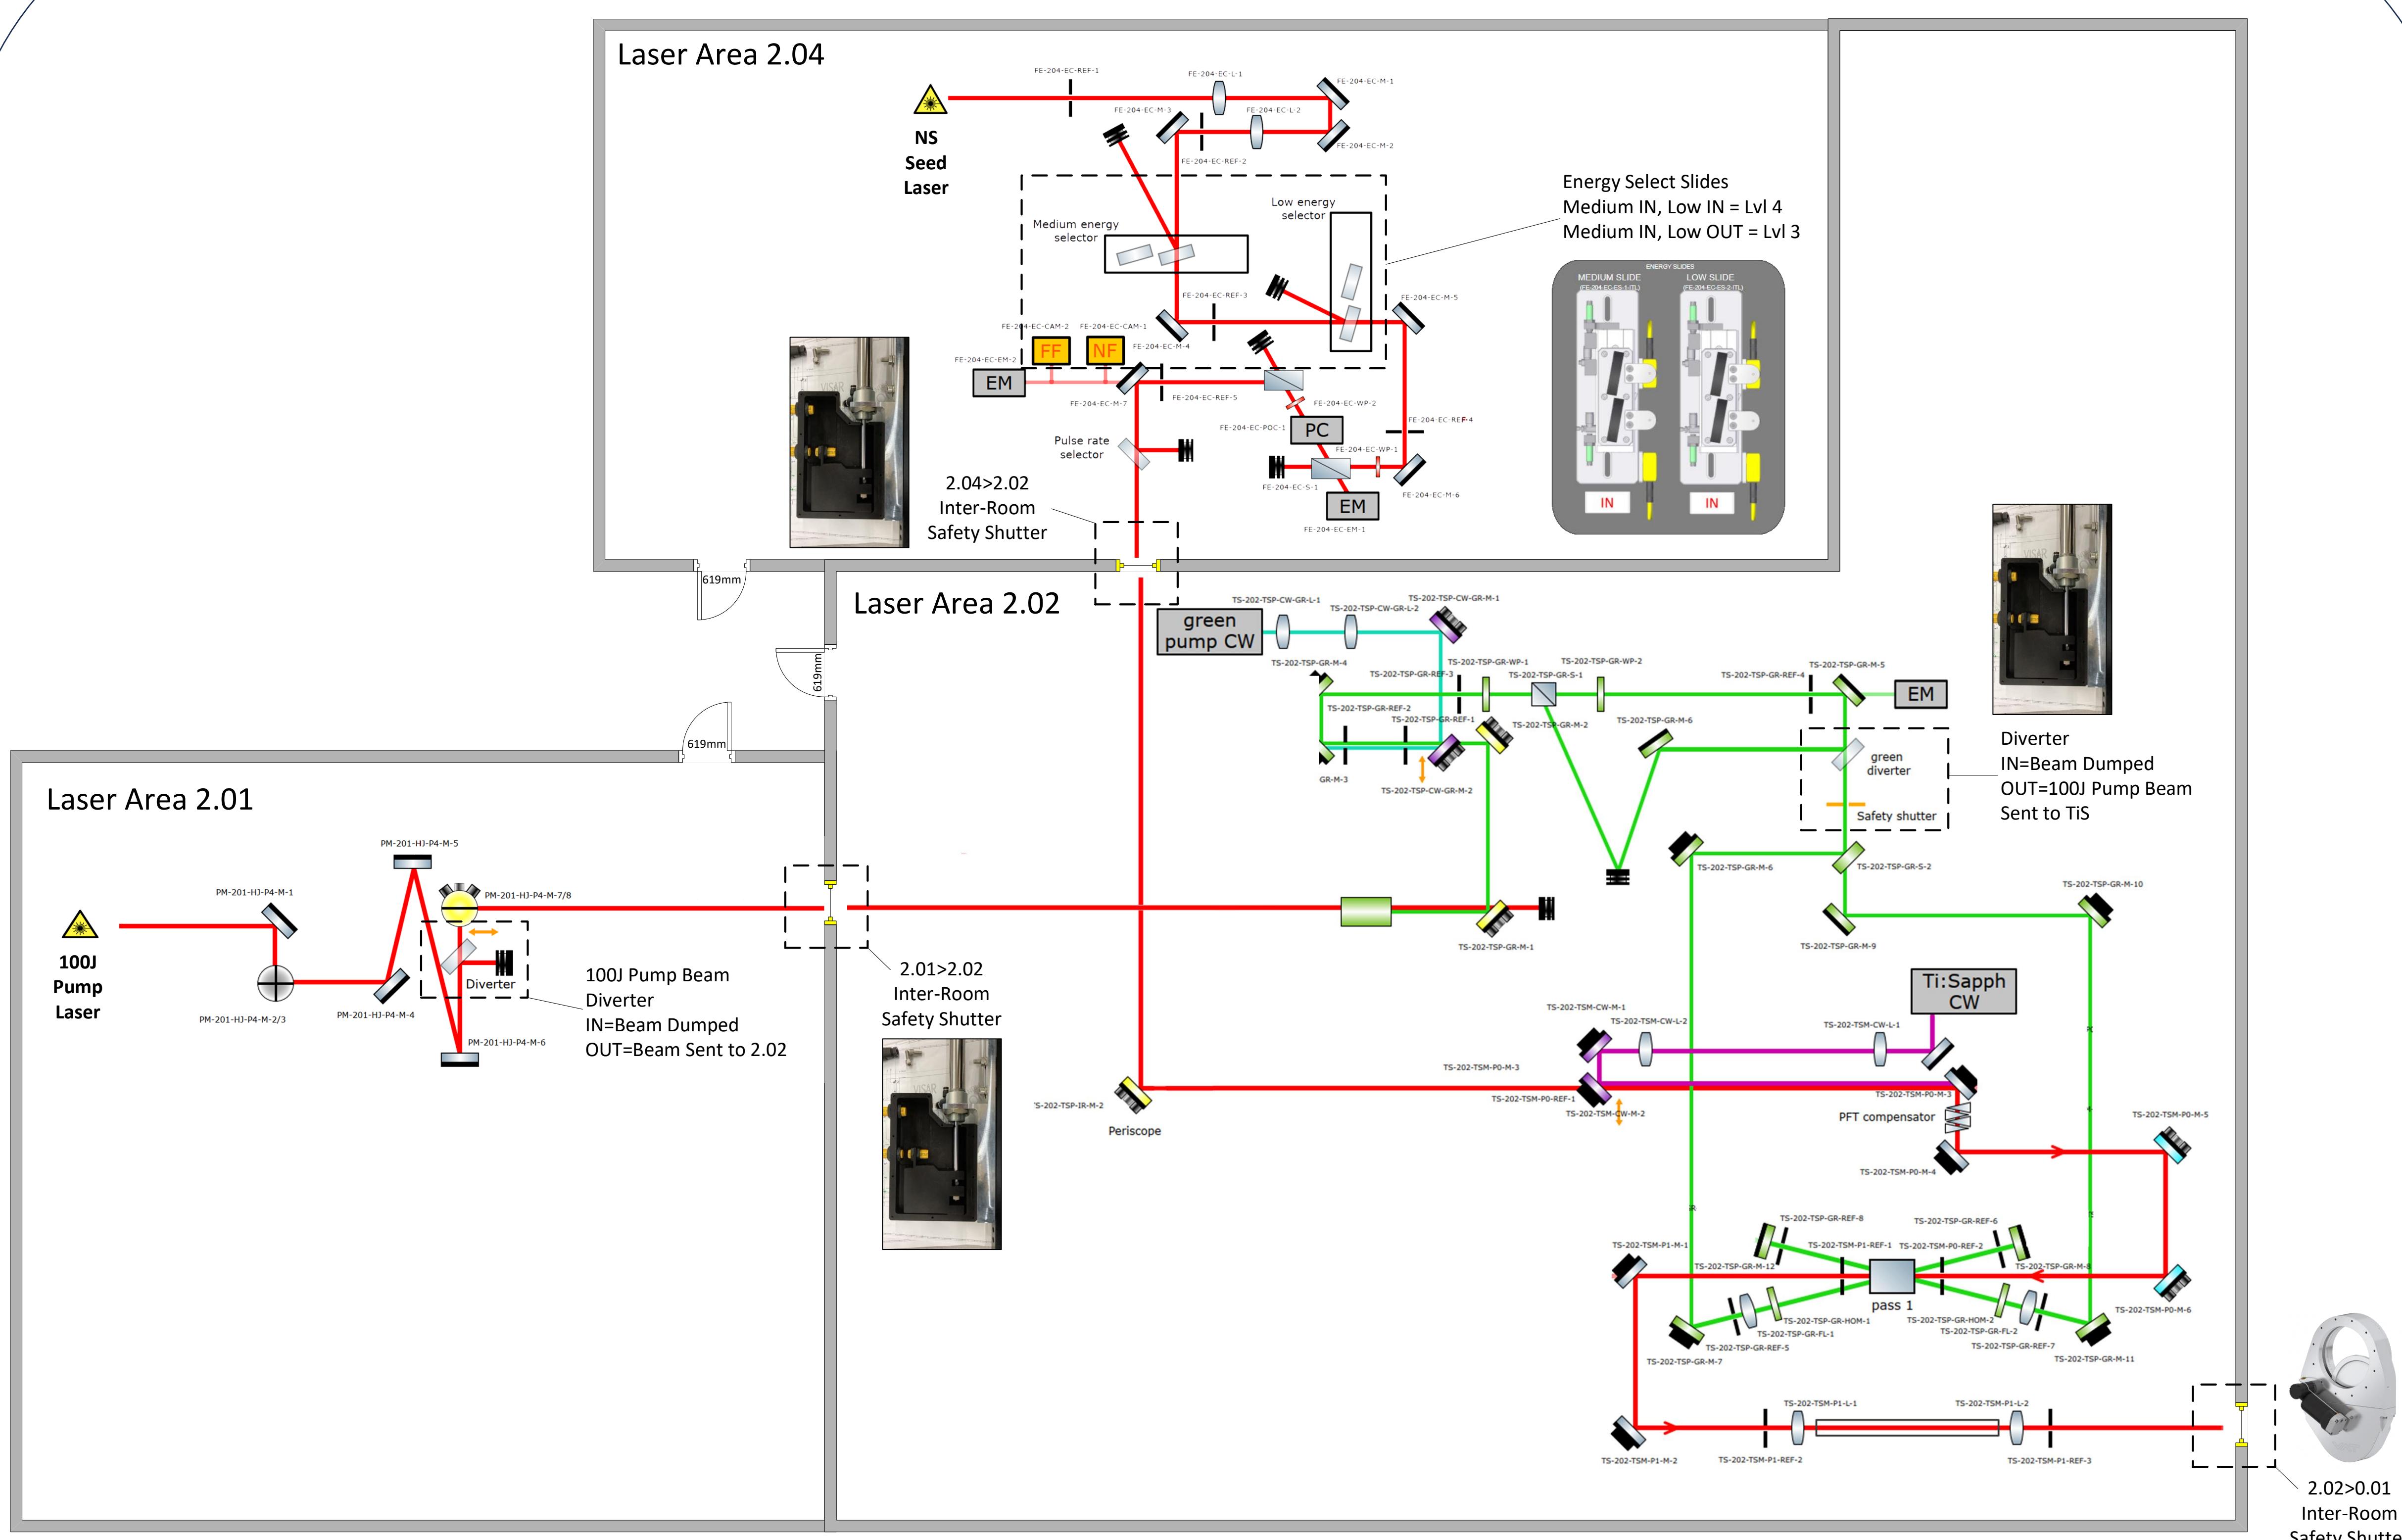 Laser Area 2.04
FE-204-EC-REF-1
FE-204-EC-L-1
FE-204-EC-M-1
FE-204-EC-M-3
FE-204-EC-L-2
NS
Seed
Laser
FE-204-EC-REF-2
FE-204-EC-M-2
Energy Select Slides
Medium IN, Low IN = Lvl 4
Medium IN, Low OUT = Lvl 3
Low energy
selector
Medium energy
selector
ENERGY SLIDES
MEDIUM SLIDE
LOW SLIDE
(FE-204-EC-ES-1-ITL)
(FE-204-EC-ES-2-ITL)
IN
IN
FE-204-EC-REF-3
FE-204-EC-M-5
FE-204-EC-CAM-2
FE-204-EC-CAM-1
FE-204-EC-M-4
FE-204-EC-EM-2
FF
NF
EM
FE-204-EC-M-7
FE-204-EC-REF-5
FE-204-EC-WP-2
FE-204-EC-POC-1
PC
FE-204-EC-REF-4
Pulse rate
selector
FE-204-EC-WP-1
FE-204-EC-S-1
FE-204-EC-M-6
EM
FE-204-EC-EM-1
VISAR
2.04>2.02
Inter-Room
Safety Shutter
619mm
619mm
619mm
Laser Area 2.02
TS-202-TSP-CW-GR-L-1
TS-202-TSP-CW-GR-L-2
TS-202-TSP-CW-GR-M-1
green
pump CW
TS-202-TSP-GR-M-4
TS-202-TSP-GR-REF-3
TS-202-TSP-GR-WP-1
TS-202-TSP-GR-S-1
TS-202-TSP-GR-WP-2
TS-202-TSP-GR-REF-4
TS-202-TSP-GR-M-5
EM
TS-202-TSP-GR-REF-2
TS-202-TSP-GR-REF-1
TS-202-TSP-GR-M-2
TS-202-TSP-GR-M-6
GR-M-3
TS-202-TSP-CW-GR-M-2
green
diverter
Safety shutter
VISAR
Diverter
IN=Beam Dumped
OUT=100J Pump Beam
Sent to TiS
TS-202-TSP-GR-M-6
TS-202-TSP-GR-S-2
TS-202-TSP-GR-M-10
TS-202-TSP-GR-M-9
TS-202-TSP-GR-M-1
Laser Area 2.01
PM-201-HJ-P4-M-5
PM-201-HJ-P4-M-1
PM-201-HJ-P4-M-7/8
100J
Pump
Laser
Diverter
PM-201-HJ-P4-M-2/3
PM-201-HJ-P4-M-4
PM-201-HJ-P4-M-6
100J Pump Beam
Diverter
IN=Beam Dumped
OUT=Beam Sent to 2.02
2.01>2.02
Inter-Room
Safety Shutter
VISAR
Ti:Sapph
CW
TS-202-TSM-CW-M-1
TS-202-TSM-CW-L-2
TS-202-TSM-CW-L-1
TS-202-TSM-P0-M-3
TS-202-TSM-P0-REF-1
TS-202-TSM-CW-M-2
TS-202-TSM-P0-M-3
'S-202-TSP-IR-M-2
Periscope
PFT compensator
TS-202-TSM-P0-M-5
TS-202-TSM-P0-M-4
TS-202-TSP-GR-REF-8
TS-202-TSP-GR-REF-6
TS-202-TSM-P1-M-1
TS-202-TSM-P1-REF-1
TS-202-TSM-P0-REF-2
TS-202-TSP-GR-M-12
TS-202-TSP-GR-M-8
pass 1
TS-202-TSM-P0-M-6
TS-202-TSP-GR-HOM-1
TS-202-TSP-GR-HOM-2
TS-202-TSP-GR-FL-1
TS-202-TSP-GR-FL-2
TS-202-TSP-GR-REF-5
TS-202-TSP-GR-REF-7
TS-202-TSP-GR-M-7
TS-202-TSP-GR-M-11
TS-202-TSM-P1-L-1
TS-202-TSM-P1-L-2
TS-202-TSM-P1-M-2
TS-202-TSM-P1-REF-2
TS-202-TSM-P1-REF-3
2.02>0.01
Inter-Room
Safety Shutte